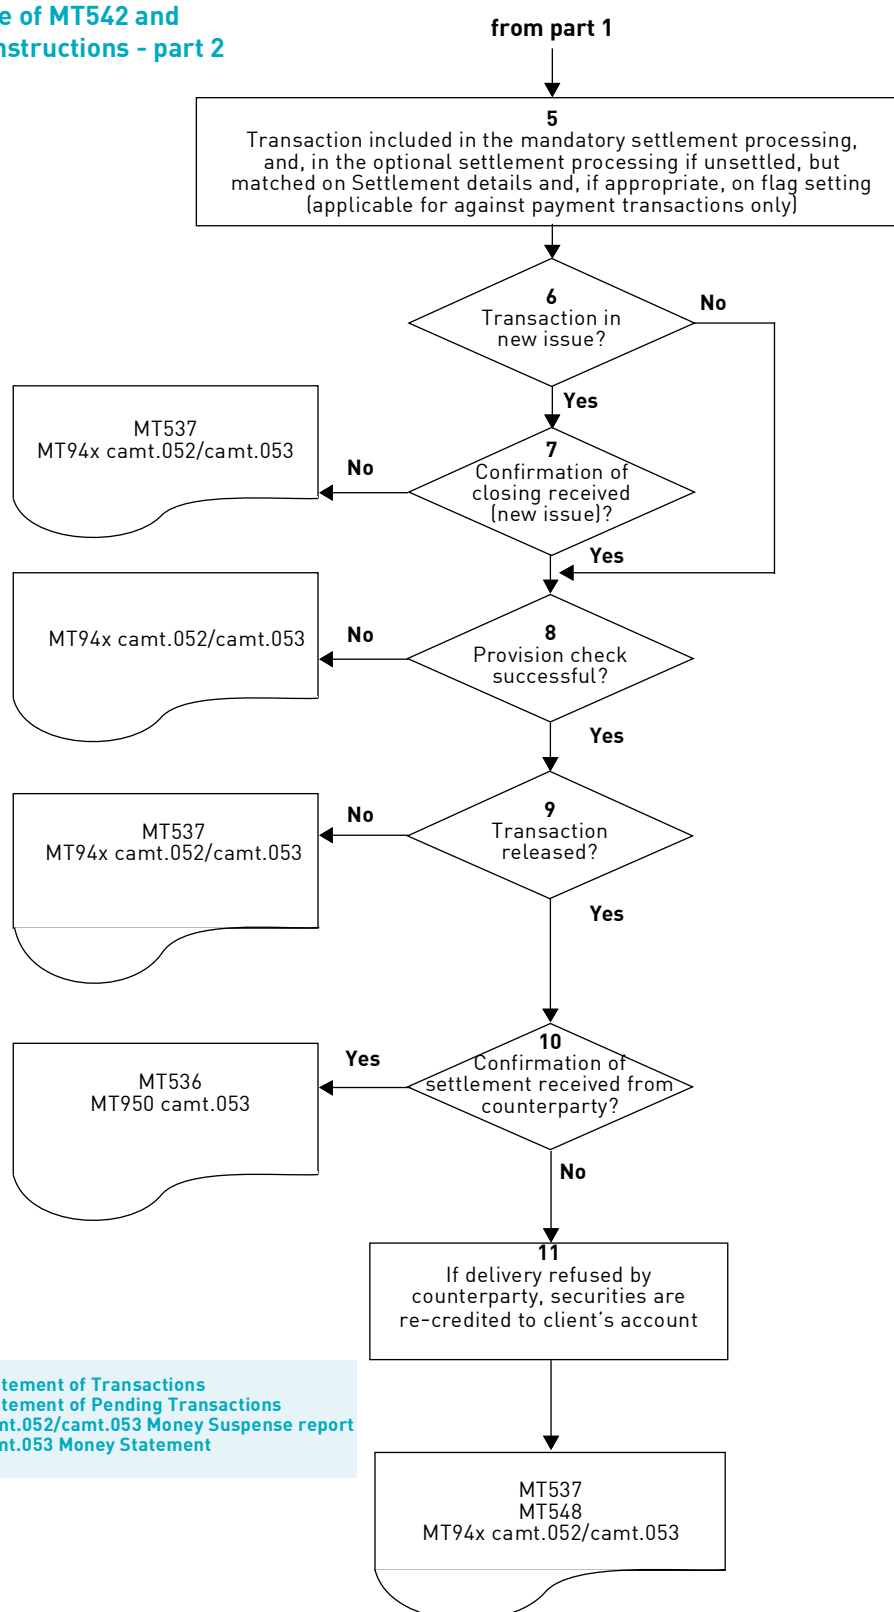 e of MT542 and
nstructions - part 2
from part 1
5
Transaction included in the mandatory settlement processing,
and, in the optional settlement processing if unsettled, but
matched on Settlement details and, if appropriate, on flag setting
(applicable for against payment transactions only)
6
Transaction in
new issue?
No
Yes
7
Confirmation of
closing received
(new issue)?
No
MT537
MT94x camt.052/camt.053
Yes
8
Provision check
successful?
No
MT94x camt.052/camt.053
Yes
9
Transaction
released?
No
MT537
MT94x camt.052/camt.053
Yes
10
Confirmation of
settlement received from
counterparty?
Yes
MT536
MT950 camt.053
No
11
If delivery refused by
counterparty, securities are
re-credited to client's account
tement of Transactions
tement of Pending Transactions
mt.052/camt.053 Money Suspense report
mt.053 Money Statement
MT537
MT548
MT94x camt.052/camt.053